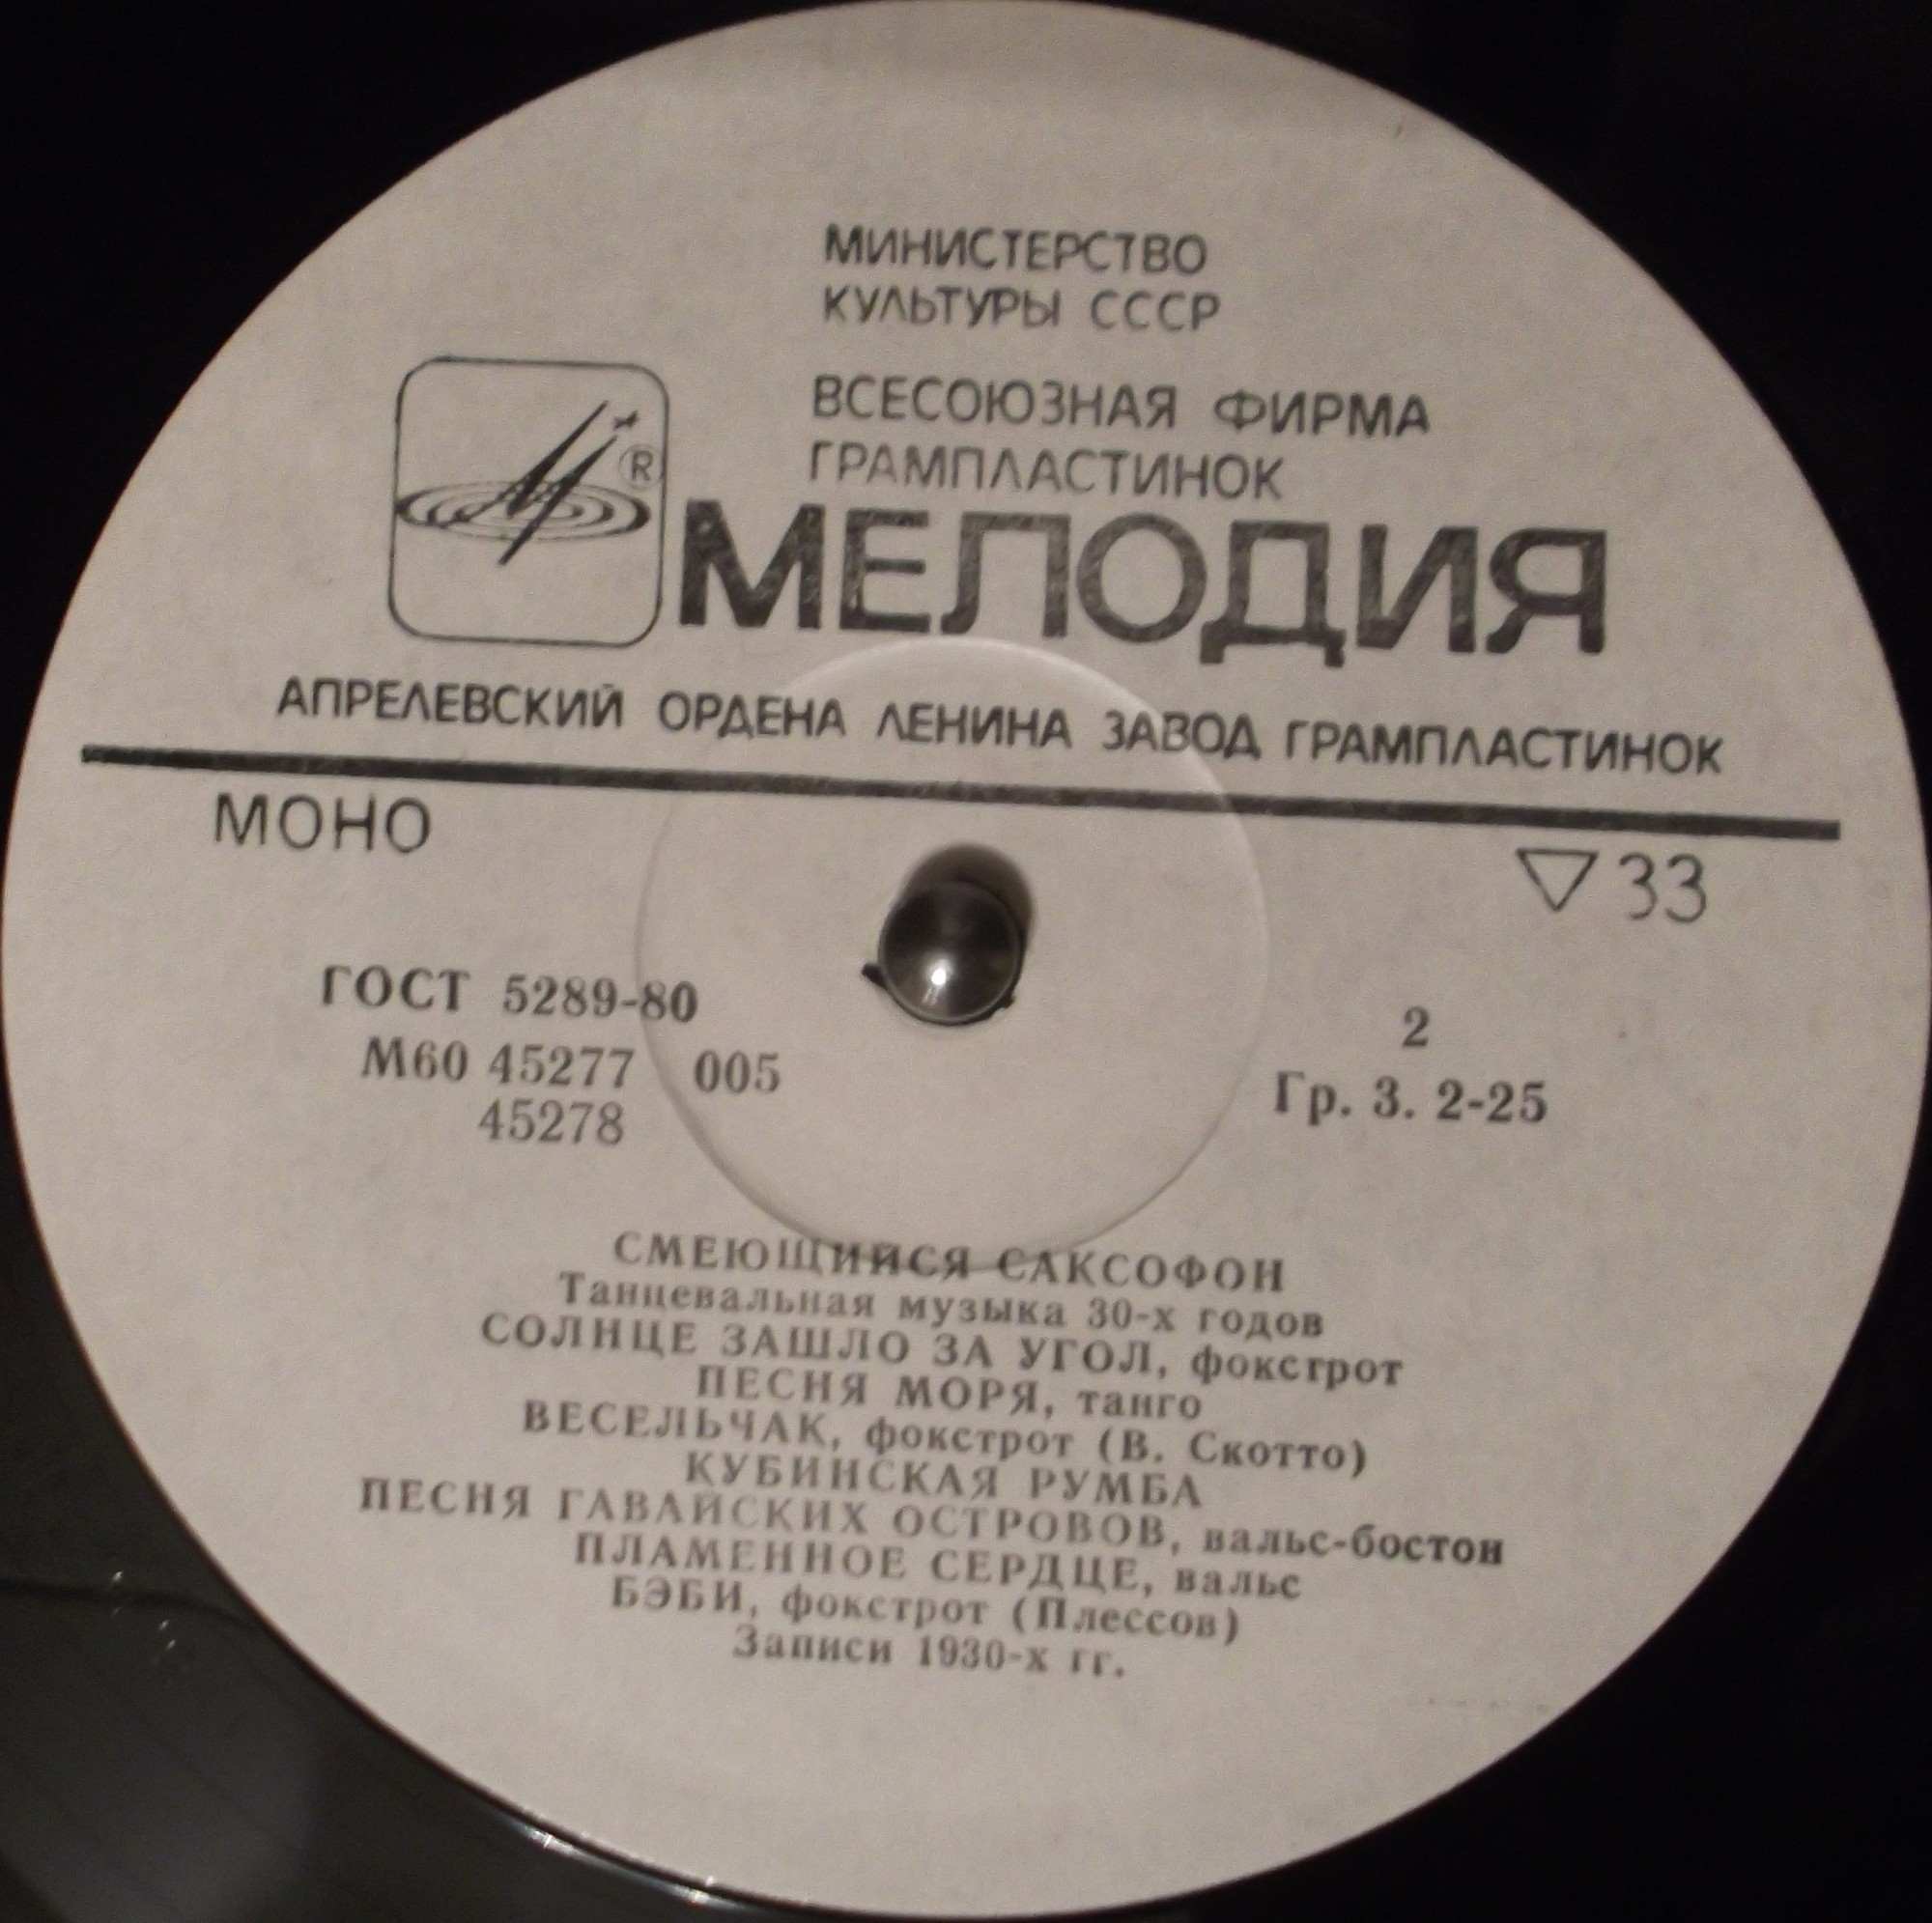 МИНИСТЕРСТВО
КУЛЬТУРЫ СССР
ВСЕСОЮЗНАЯ ФИРМА
ГРАМПЛАСТИНОК
®
МЕЛОДИЯ
АПРЕЛЕВСКИЙ ОРДЕНА ЛЕНИНА ЗАВОД ГРАМПЛАСТИНОК
МОНО
▽ 33
ГОСТ 5289-80
М60 45277 005
45278
2
Гр. 3. 2-25
СМЕЮЩИЙСЯ САКСОФОН
Танцевальная музыка 30-х годов
СОЛНЦЕ ЗАШЛО ЗА УГОЛ, фокстрот
ПЕСНЯ МОРЯ, танго
ВЕСЕЛЬЧАК, фокстрот (В. Скотто)
КУБИНСКАЯ РУМБА
ПЕСНЯ ГАВАЙСКИХ ОСТРОВОВ, вальс-бостон
ПЛАМЕННОЕ СЕРДЦЕ, вальс
БЭБИ, фокстрот (Плессов)
Записи 1930-х гг.